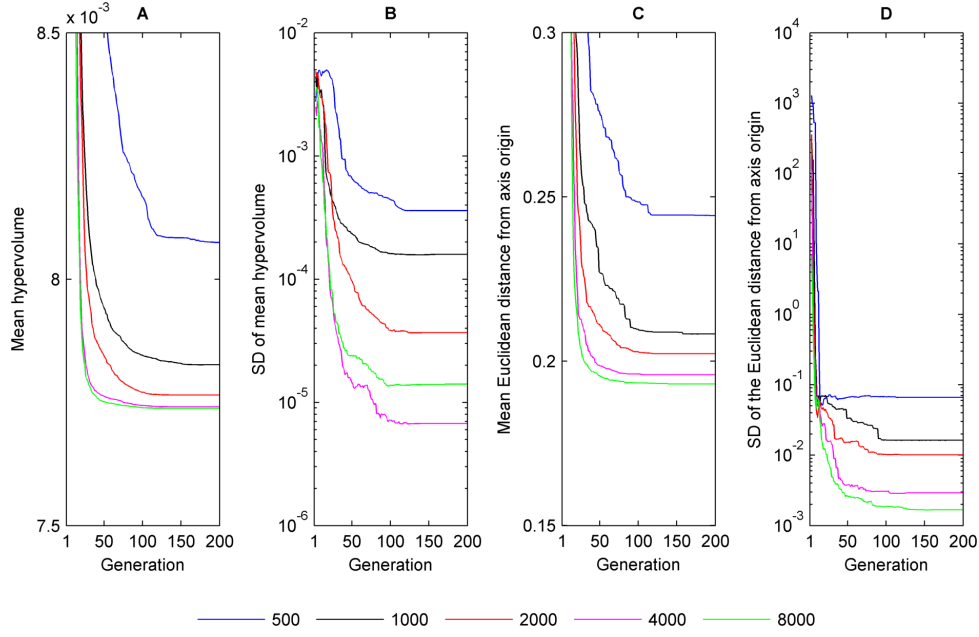 A
B
C
D
x 10-3
8.5
8
7.5
Mean hypervolume
1 50 100 150 200
Generation
10-2
10-3
10-4
10-5
10-6
SD of mean hypervolume
1 50 100 150 200
Generation
0.3
0.25
0.2
0.15
Mean Euclidean distance from axis origin
1 50 100 150 200
Generation
10^4
10^3
10^2
10^1
10^0
10-1
10-2
10-3
SD of the Euclidean distance from axis origin
1 50 100 150 200
Generation
500 1000 2000 4000 8000